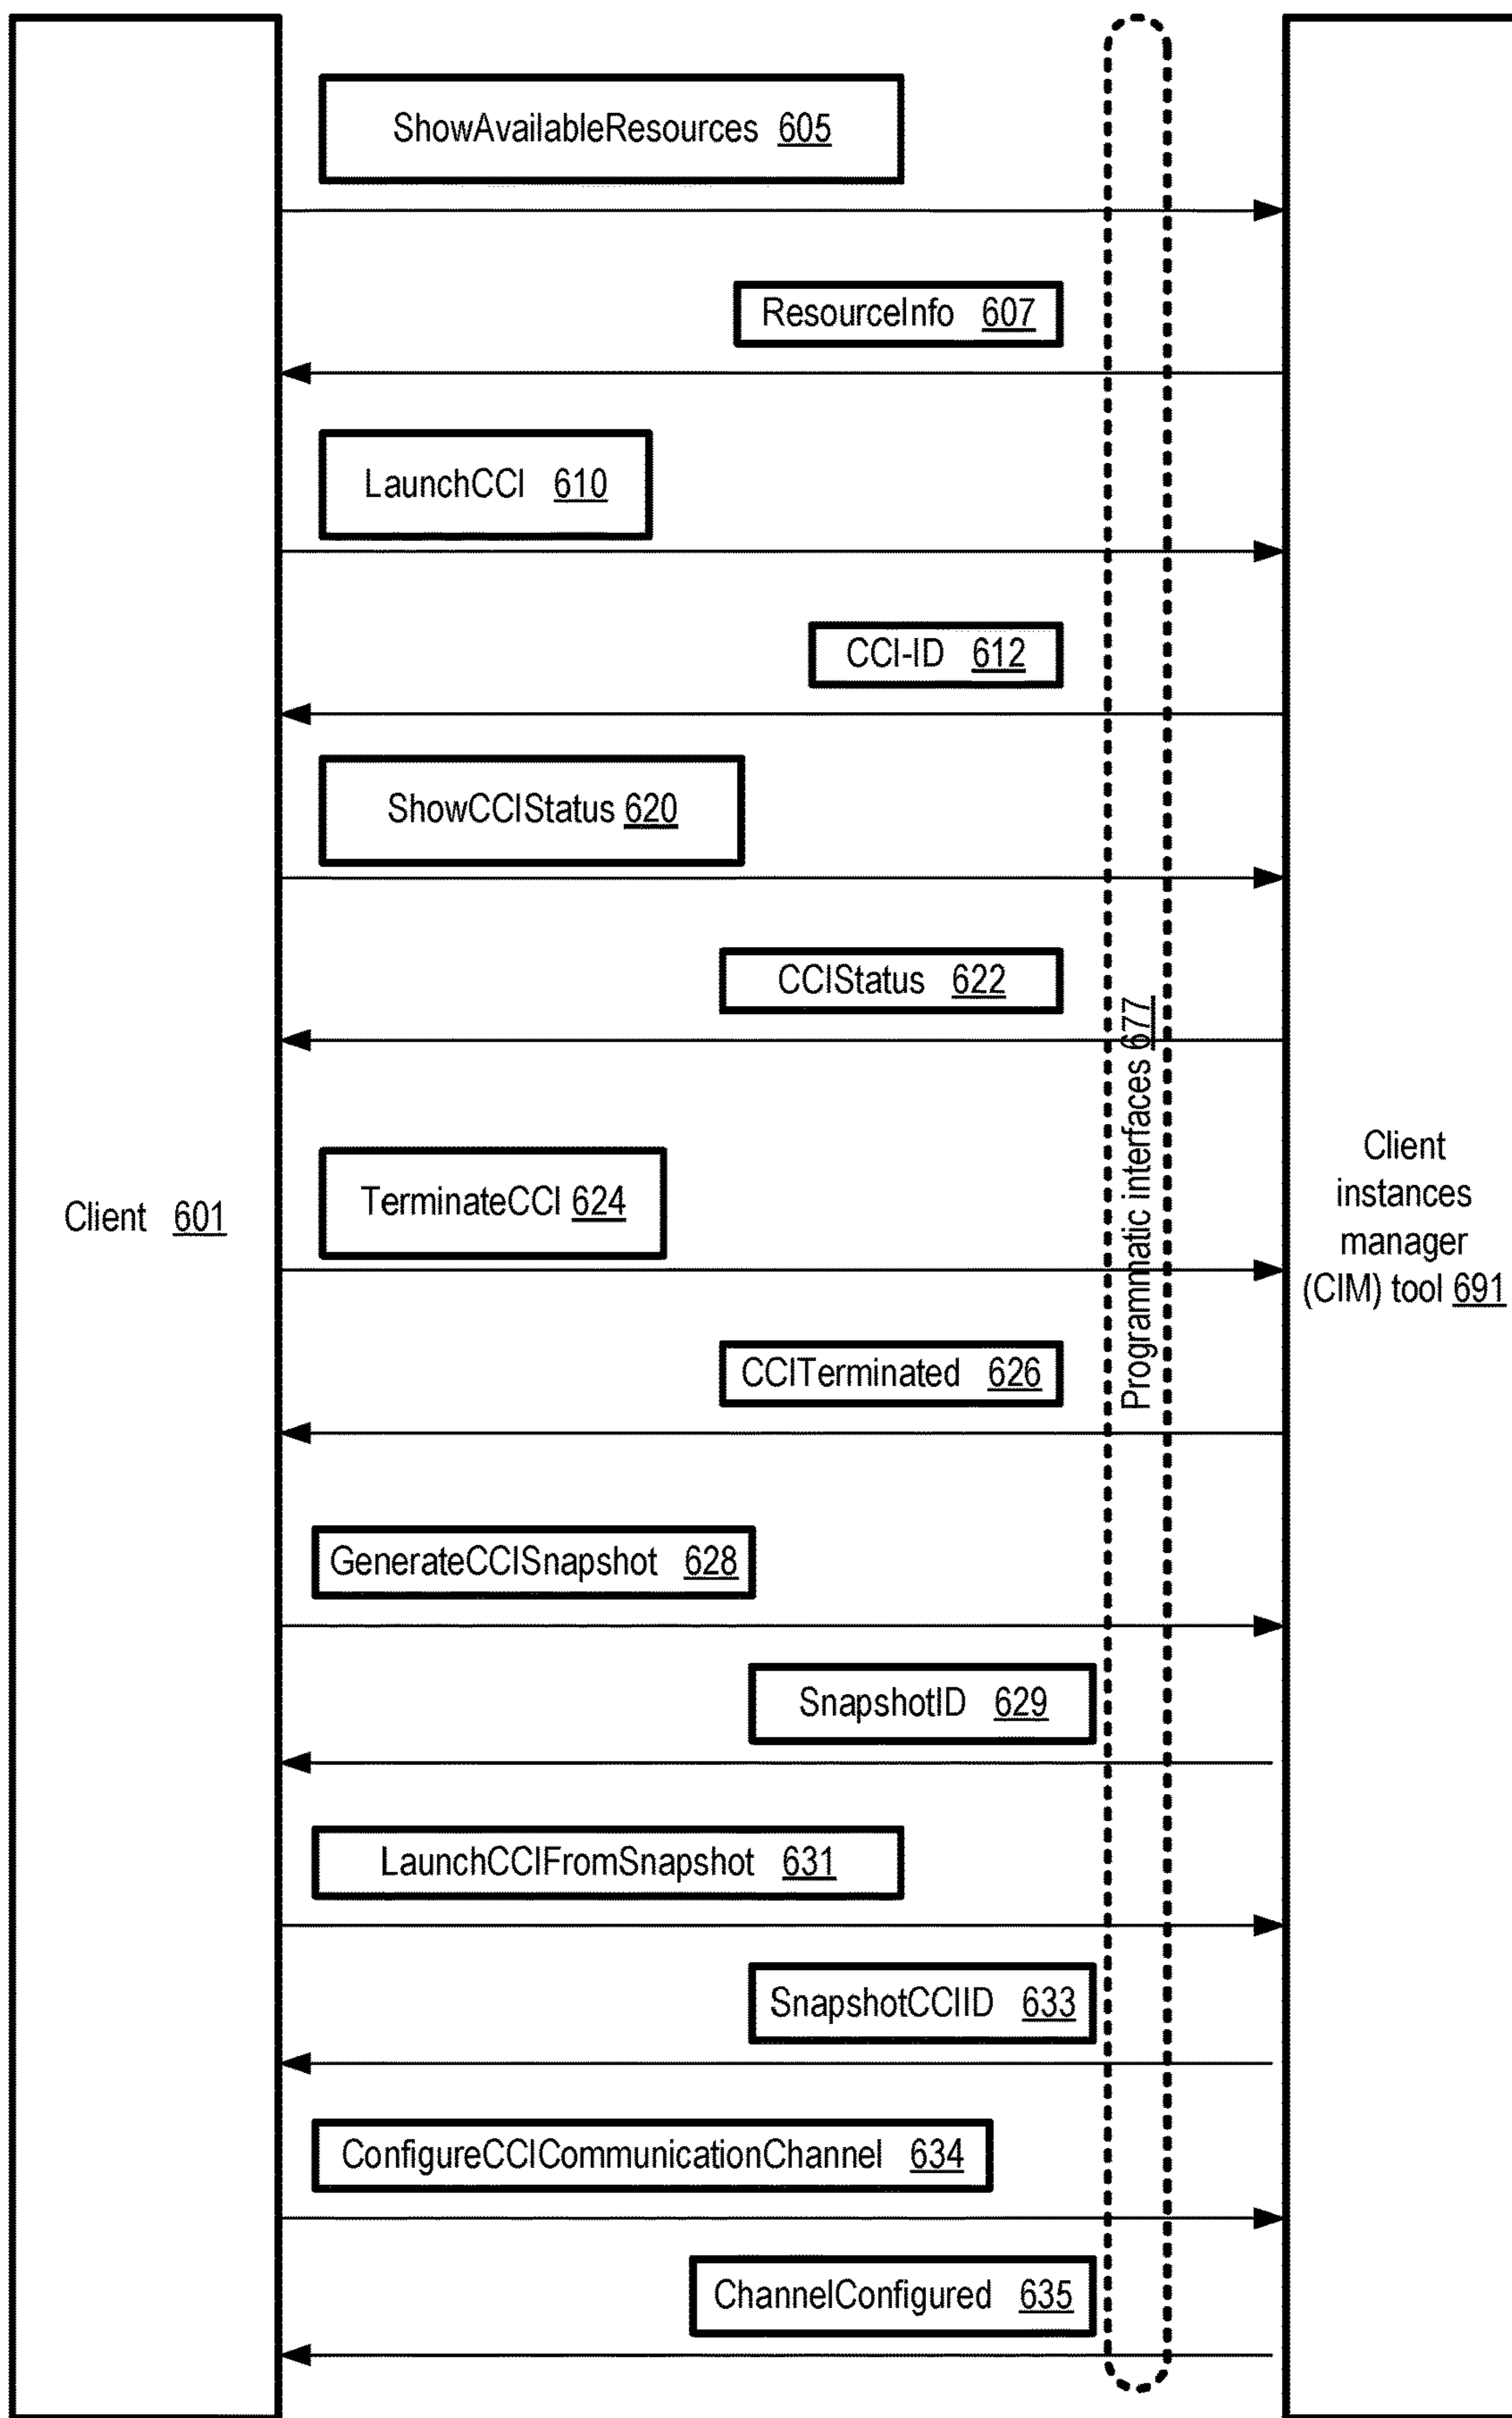 ShowAvailableResources 605
ResourceInfo 607
LaunchCCI 610
CCI-ID 612
ShowCCIStatus 620
CCIStatus 622
Programmatic interfaces 677
Client 601
TerminateCCI 624
Client
instances
manager
(CIM) tool 691
CCITerminated 626
GenerateCCISnapshot 628
SnapshotID 629
LaunchCCIFromSnapshot 631
SnapshotCCIID 633
ConfigureCCICommunicationChannel 634
ChannelConfigured 635